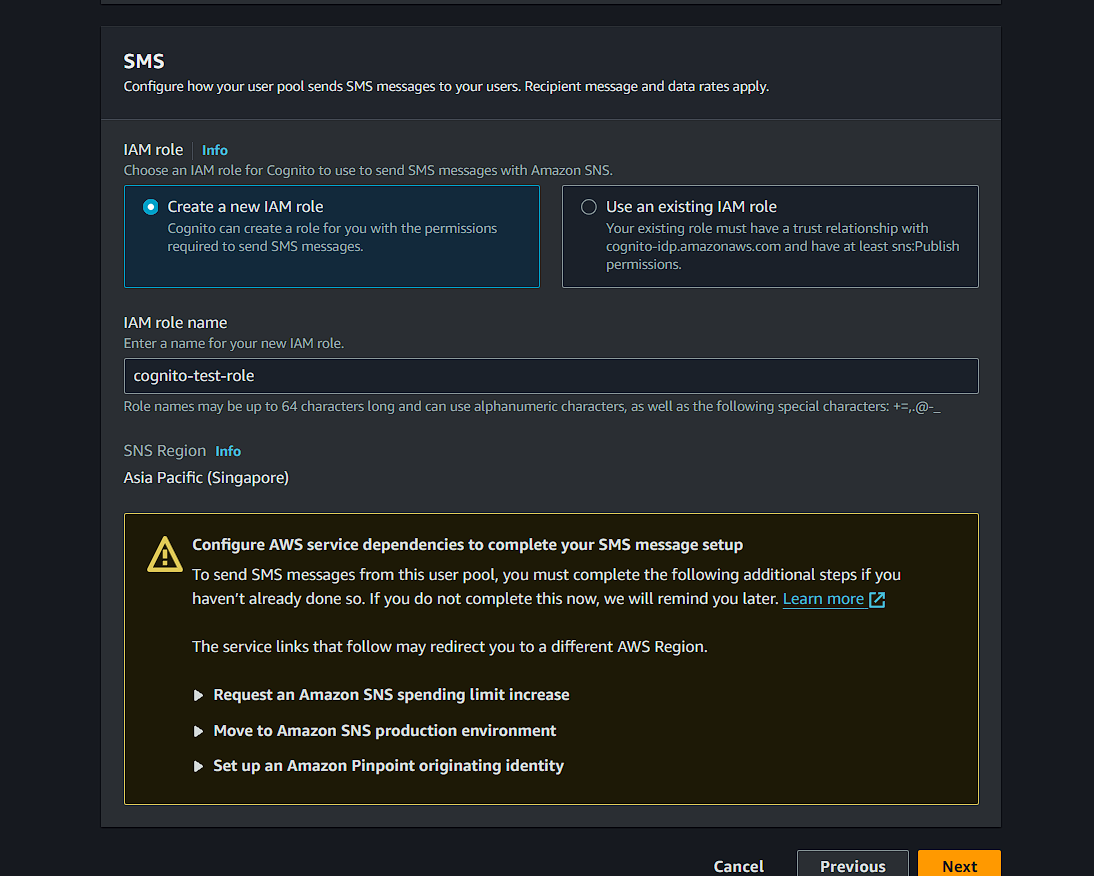 SMS
Configure how your user pool sends SMS messages to your users. Recipient message and data rates apply.
IAM role Info
Choose an IAM role for Cognito to use to send SMS messages with Amazon SNS.
Create a new IAM role
Cognito can create a role for you with the permissions
required to send SMS messages.
Use an existing IAM role
Your existing role must have a trust relationship with
cognito-idp.amazonaws.com and have at least sns:Publish
permissions.
IAM role name
Enter a name for your new IAM role.
cognito-test-role
Role names may be up to 64 characters long and can use alphanumeric characters, as well as the following special characters: +=,.@-_
SNS Region Info
Asia Pacific (Singapore)
Configure AWS service dependencies to complete your SMS message setup
To send SMS messages from this user pool, you must complete the following additional steps if you
haven’t already done so. If you do not complete this now, we will remind you later. Learn more
The service links that follow may redirect you to a different AWS Region.
Request an Amazon SNS spending limit increase
Move to Amazon SNS production environment
Set up an Amazon Pinpoint originating identity
Cancel Previous Next